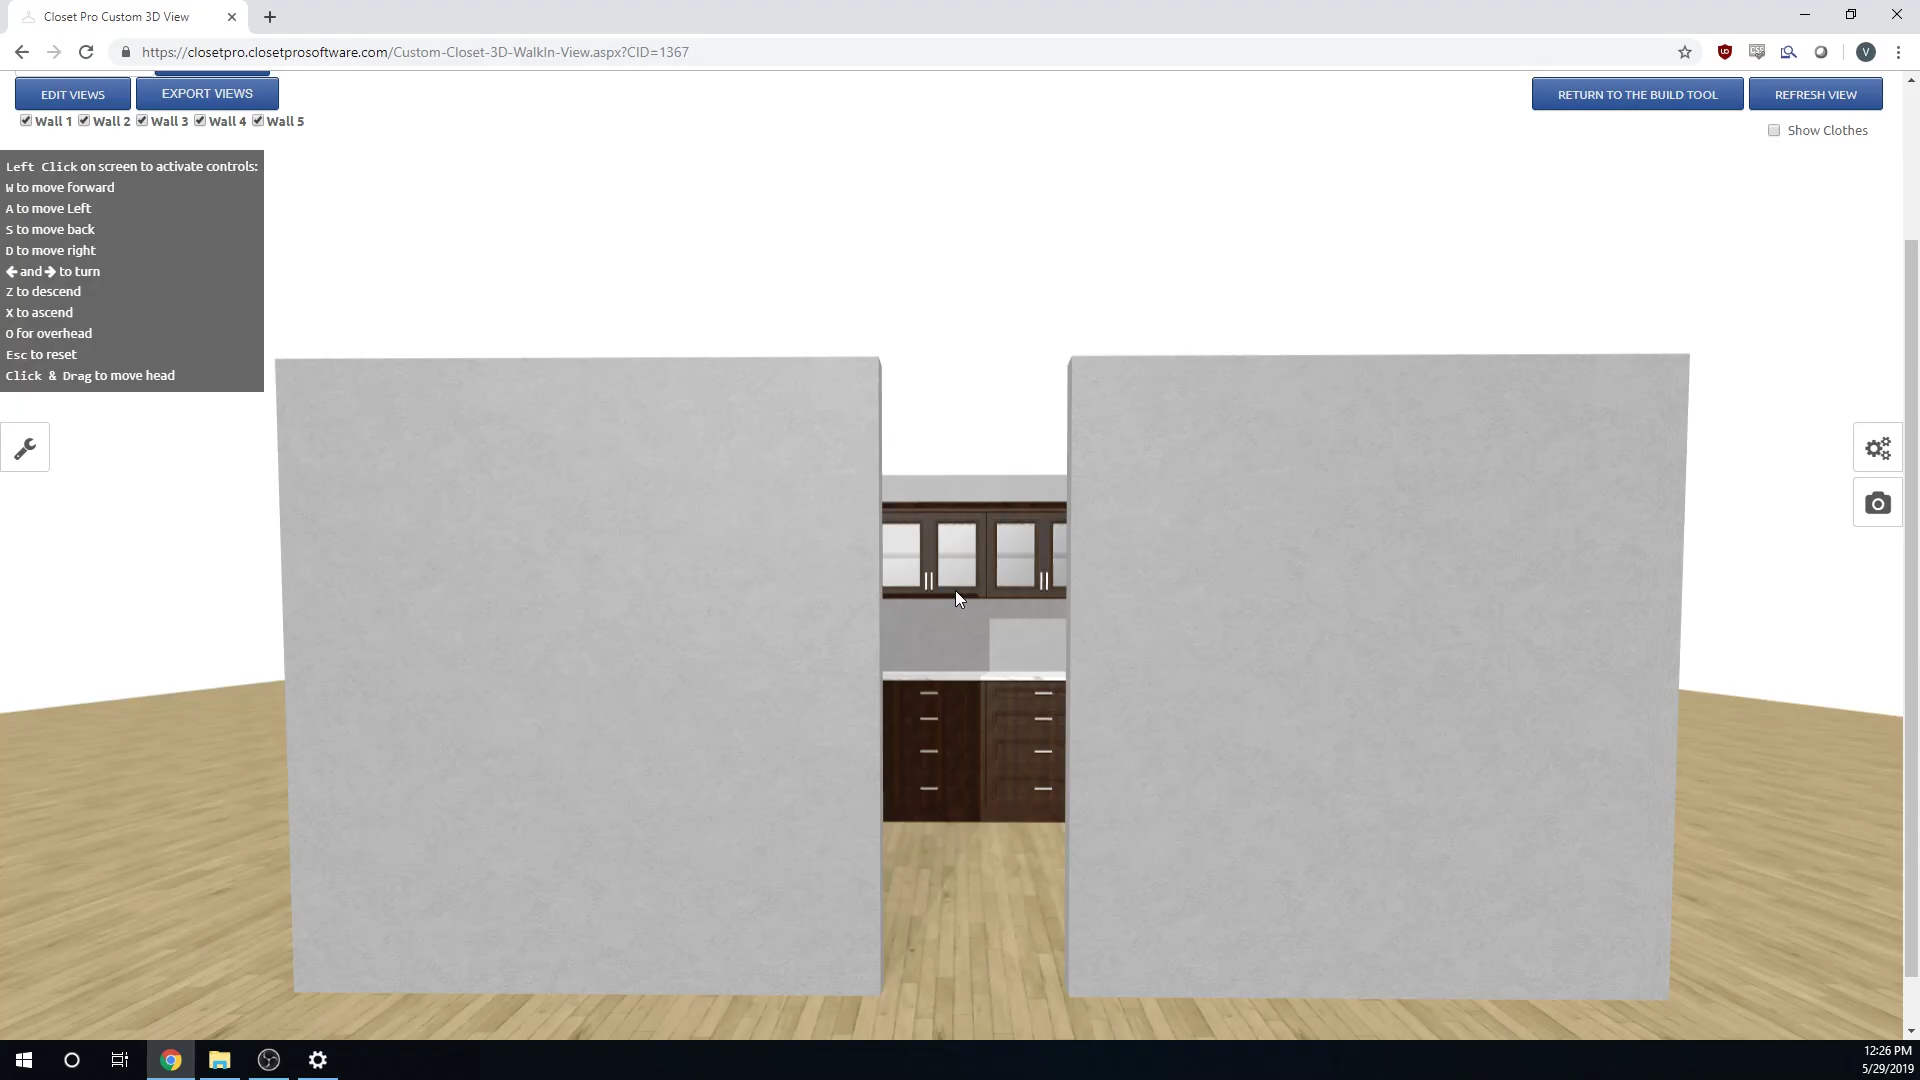 Closet Pro Custom 3D View
https://closetpro.closetprosoftware.com/Custom-Closet-3D-WalkIn-View.aspx?CID=1367
V
EDIT VIEWS
EXPORT VIEWS
RETURN TO THE BUILD TOOL
REFRESH VIEW
Wall 1 Wall 2 Wall 3 Wall 4 Wall 5
Show Clothes
Left Click on screen to activate controls:
W to move forward
A to move Left
S to move back
D to move right
← and → to turn
Z to descend
X to ascend
O for overhead
Esc to reset
Click & Drag to move head
12:26 PM
5/29/2019